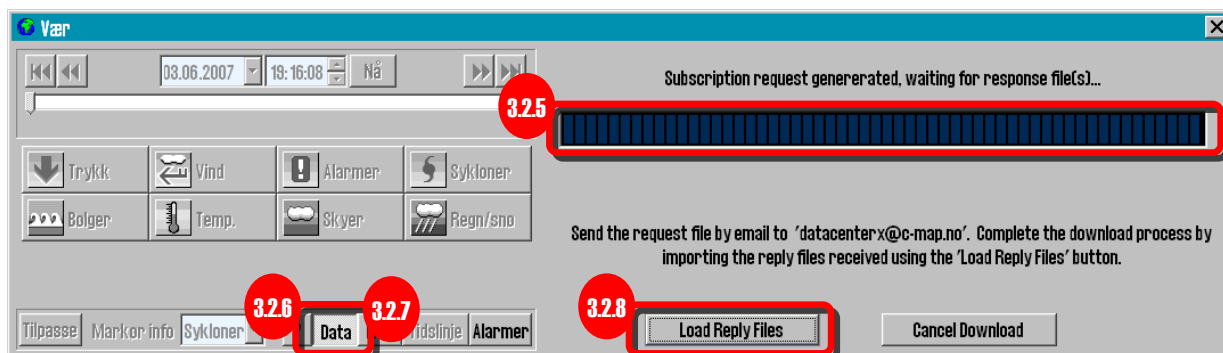 Vær
03.06.2007 19:16:08 Nå
Subscription request genererated, waiting for response file(s)...
3.2.5
Trykk Vind Alarmer Sykloner
Bolger Temp. Skyer Regn/sno
Send the request file by email to 'datacenterx@c-map.no'. Complete the download process by
importing the reply files received using the 'Load Reply Files' button.
3.2.6 3.2.7 3.2.8
Tilpasse Markor info Sykloner Data Tidslinje Alarmer
Load Reply Files Cancel Download